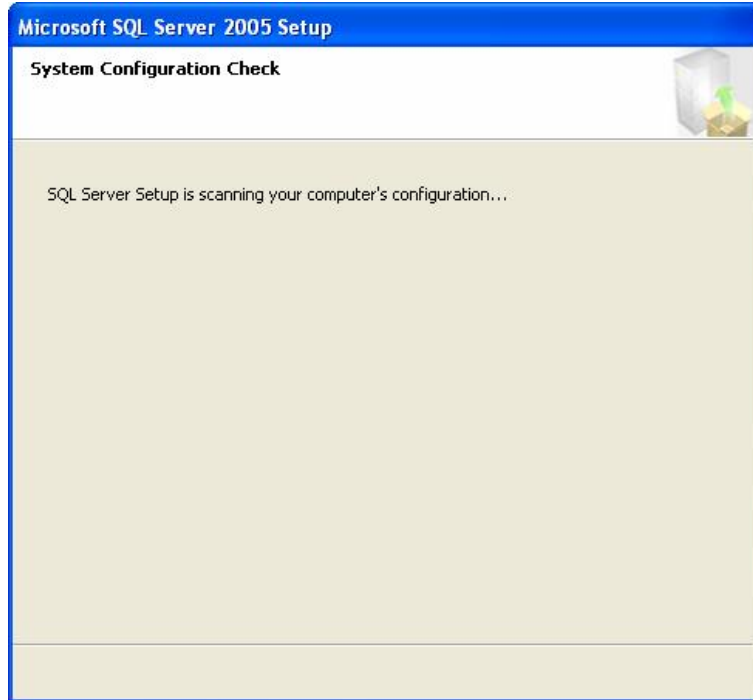 Microsoft SQL Server 2005 Setup
System Configuration Check
SQL Server Setup is scanning your computer's configuration...